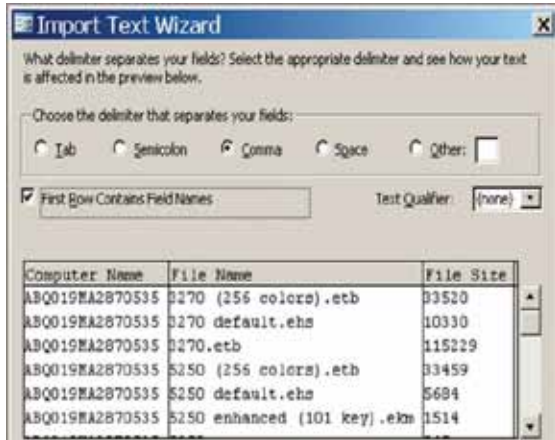 Import Text Wizard
What delimiter separates your fields? Select the appropriate delimiter and see how your text
is affected in the preview below.
Choose the delimiter that separates your fields:
Tab Semicolon Comma Space Other:
First Row Contains Field Names Text Qualifier: {none}
Computer Name File Name File Size
ABQ019MA2870535 3270 (256 colors).etb 33520
ABQ019MA2870535 3270 default.ehs 10330
ABQ019MA2870535 3270.etb 115229
ABQ019MA2870535 5250 (256 colors).etb 33459
ABQ019MA2870535 5250 default.ehs 5684
ABQ019MA2870535 5250 enhanced (101 key).ekm 1514